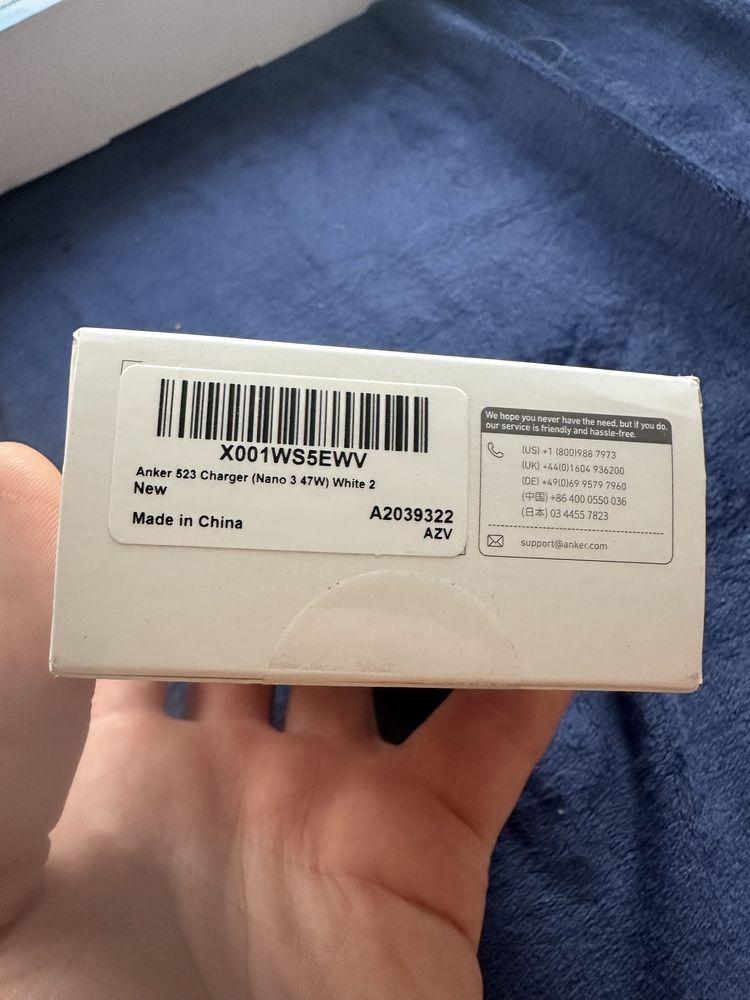 X001WS5EWV
Anker 523 Charger (Nano 3 47W) White 2
New
Made in China
A2039322
AZV
We hope you never have the need, but if you do,
our service is friendly and hassle-free.
(US) +1 (800)988 7973
(UK) +44(0)1604 936200
(DE) +49(0)69 9579 7960
(中国) +86 400 0550 036
(日本) 03 4455 7823
support@anker.com